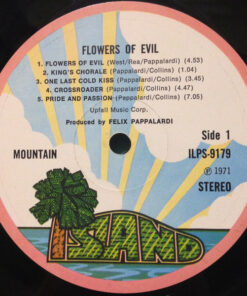 FLOWERS OF EVIL
1. FLOWERS OF EVIL (West/Rea/Pappalardi) (4.53)
2. KING'S CHORALE (Pappalardi/Collins) (1.04)
3. ONE LAST COLD KISS (Pappalardi/Collins) (3.45)
4. CROSSROADER (Pappalardi/Collins) (4.47)
5. PRIDE AND PASSION (Pappalardi/Collins) (7.05)
Upfall Music Corp.
Produced by FELIX PAPPALARDI
Side 1
MOUNTAIN
ILPS-9179
℗ 1971
STEREO
ISLAND